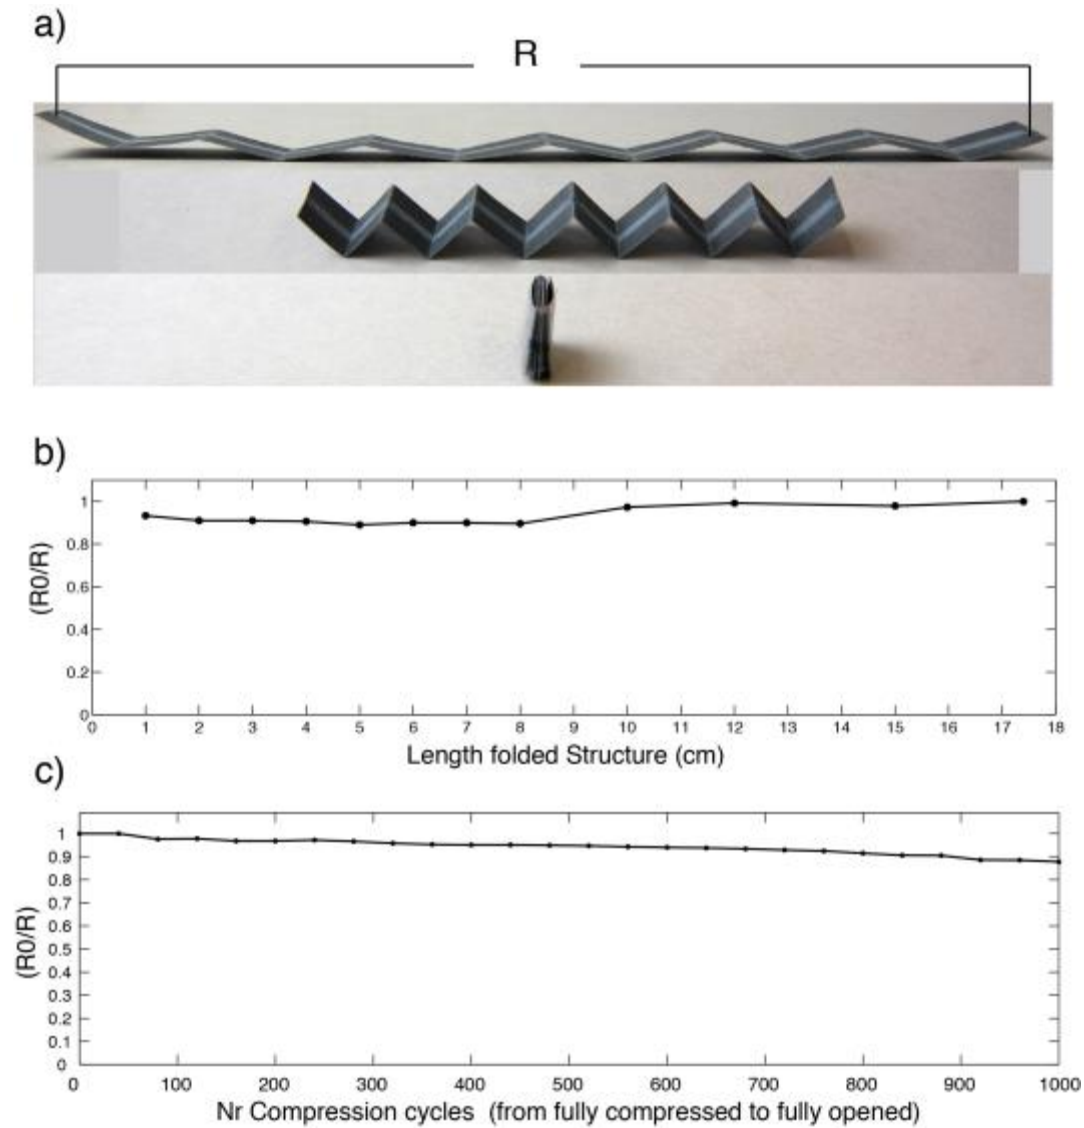 a)
R
b)
1
0.8
0.6
0.4
0.2
0
(R0/R)
0 1 2 3 4 5 6 7 8 9 10 11 12 13 14 15 16 17 18
Length folded Structure (cm)
c)
1
0.9
0.8
0.7
0.6
0.5
0.4
0.3
0.2
0.1
0
(R0/R)
0 100 200 300 400 500 600 700 800 900 1000
Nr Compression cycles (from fully compressed to fully opened)